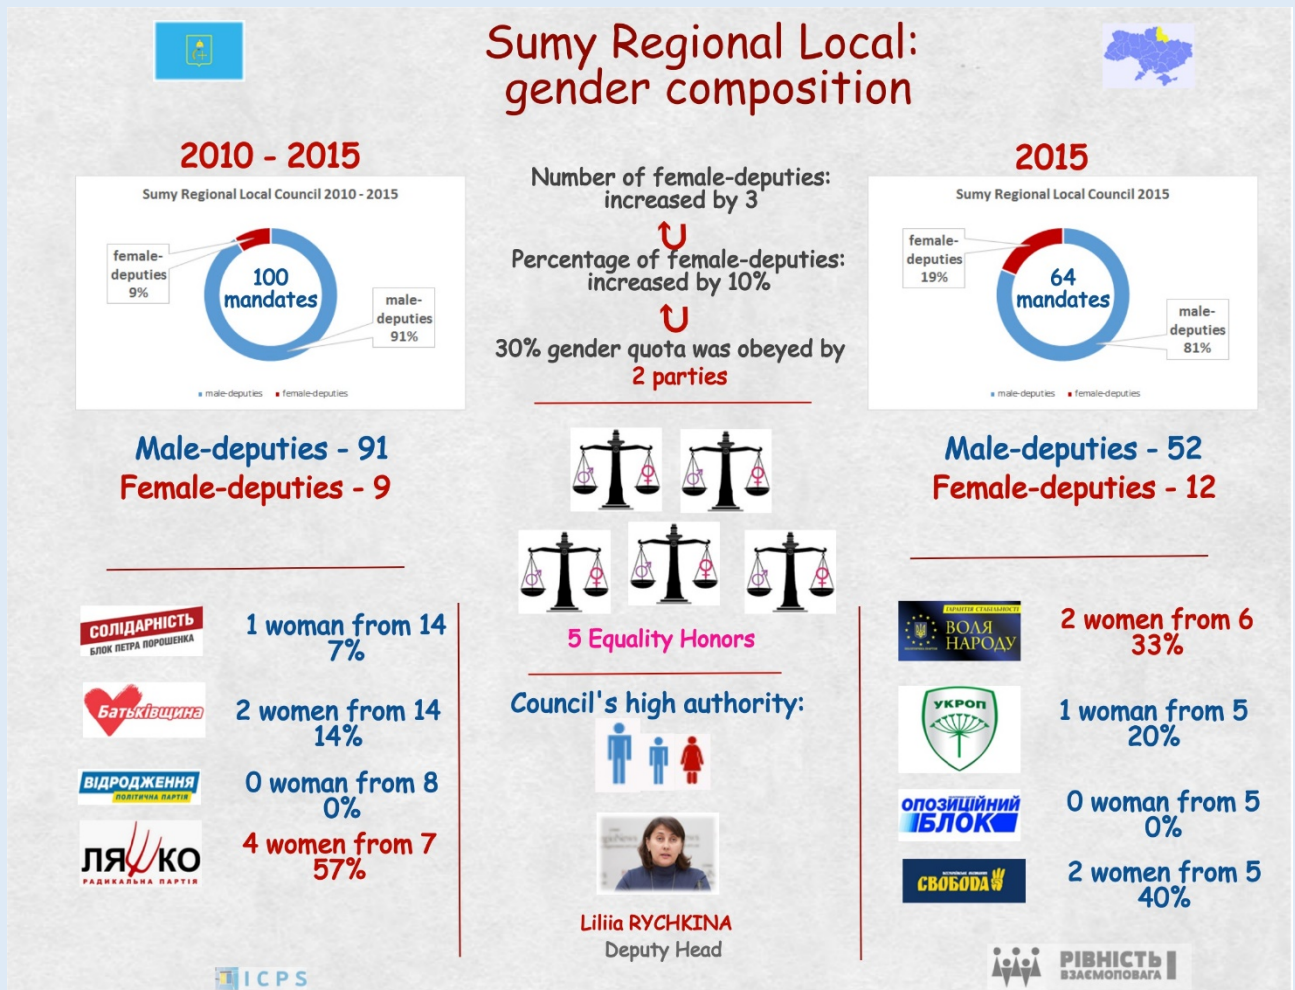 Sumy Regional Local:
gender composition
2010 - 2015
Sumy Regional Local Council 2010 - 2015
female-
deputies
9%
100
mandates
male-
deputies
91%
male-deputies
female-deputies
Male-deputies - 91
Female-deputies - 9
Number of female-deputies:
increased by 3
Percentage of female-deputies:
increased by 10%
30% gender quota was obeyed by
2 parties
2015
Sumy Regional Local Council 2015
female-
deputies
19%
64
mandates
male-
deputies
81%
male-deputies
female-deputies
Male-deputies - 52
Female-deputies - 12
СОЛІДАРНІСТЬ
БЛОК ПЕТРА ПОРОШЕНКА
1 woman from 14
7%
Батьківщина
2 women from 14
14%
ВІДРОДЖЕННЯ
ПОЛІТИЧНА ПАРТІЯ
0 woman from 8
0%
ЛЯШКО
РАДИКАЛЬНА ПАРТІЯ
4 women from 7
57%
5 Equality Honors
Council's high authority:
Liliia RYCHKINA
Deputy Head
ГАРАНТІЯ СТАБІЛЬНОСТІ
ВОЛЯ
НАРОДУ
2 women from 6
33%
УКРОП
1 woman from 5
20%
ОПОЗИЦІЙНИЙ
БЛОК
0 woman from 5
0%
СВОБОДА
2 women from 5
40%
ICPS
РІВНІСТЬ
ВЗАЄМОПОВАГА